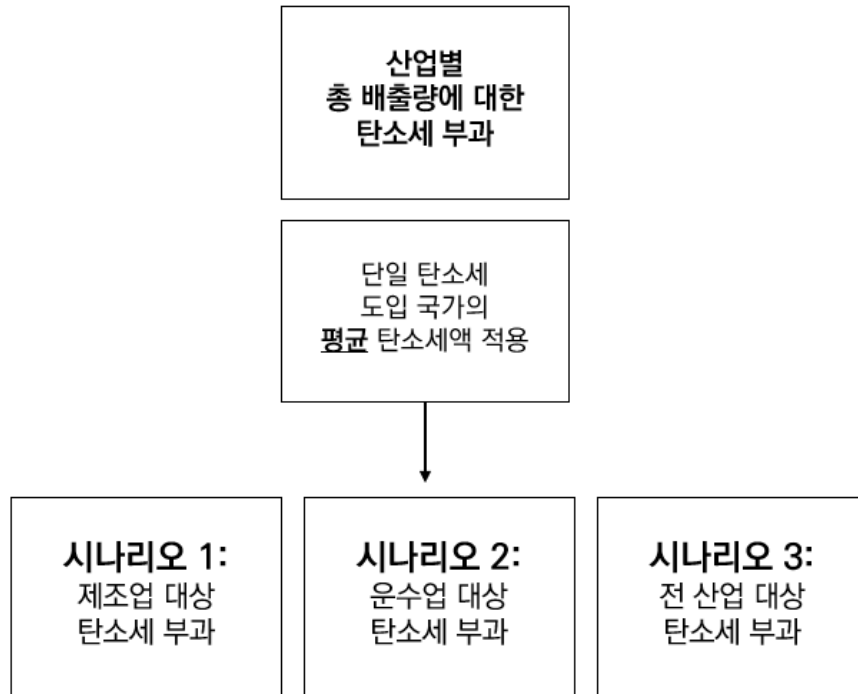 산업별
총 배출량에 대한
탄소세 부과
단일 탄소세
도입 국가의
평균 탄소세액 적용
시나리오 1:
제조업 대상
탄소세 부과
시나리오 2:
운수업 대상
탄소세 부과
시나리오 3:
전 산업 대상
탄소세 부과